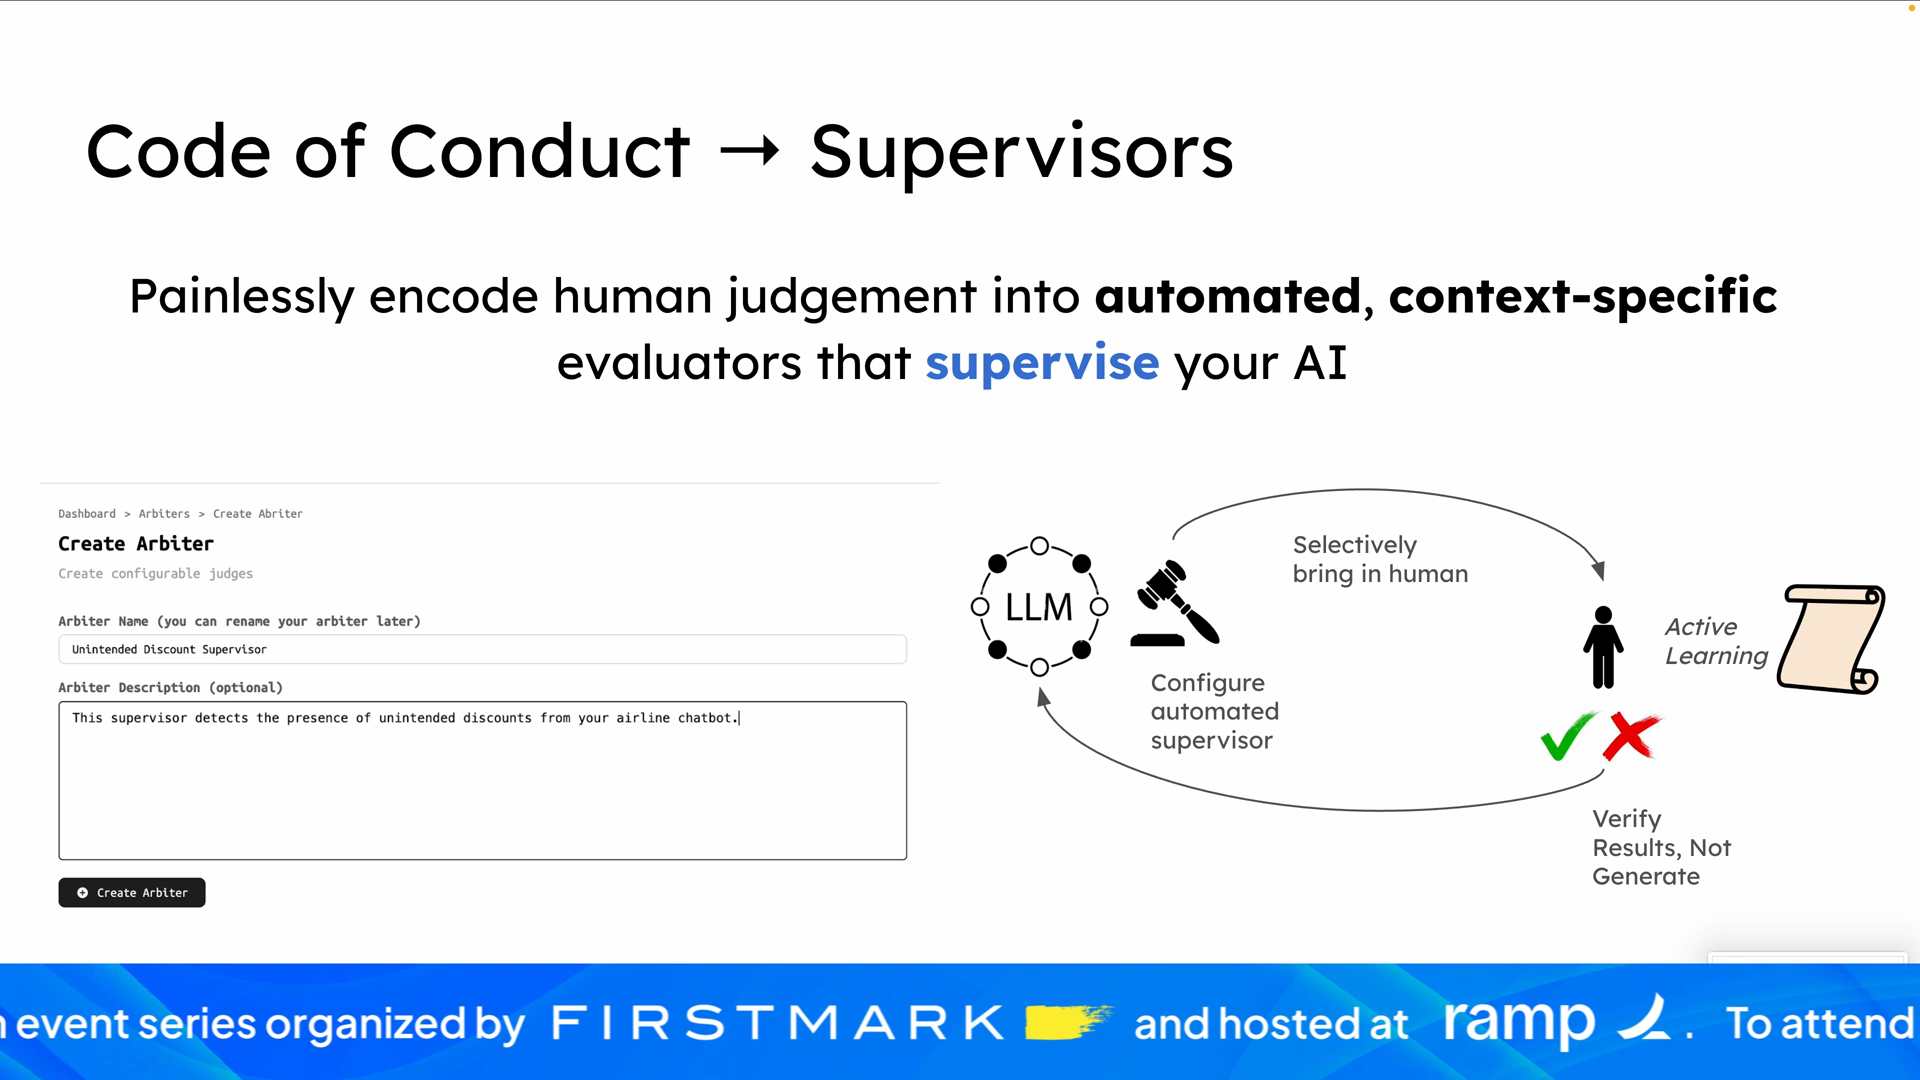 Code of Conduct → Supervisors
Painlessly encode human judgement into automated, context-specific
evaluators that supervise your AI
Dashboard > Arbiters > Create Abriter
Create Arbiter
Create configurable judges
Arbiter Name (you can rename your arbiter later)
Unintended Discount Supervisor
Arbiter Description (optional)
This supervisor detects the presence of unintended discounts from your airline chatbot.
Create Arbiter
LLM
Configure
automated
supervisor
Selectively
bring in human
Active
Learning
Verify
Results, Not
Generate
event series organized by FIRSTMARK and hosted at ramp. To attend